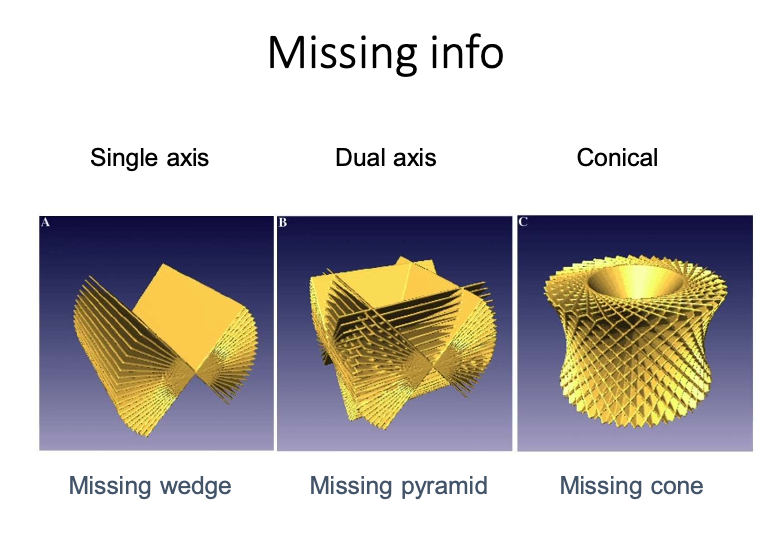 Missing info
Single axis
Dual axis
Conical
A
B
C
Missing wedge
Missing pyramid
Missing cone